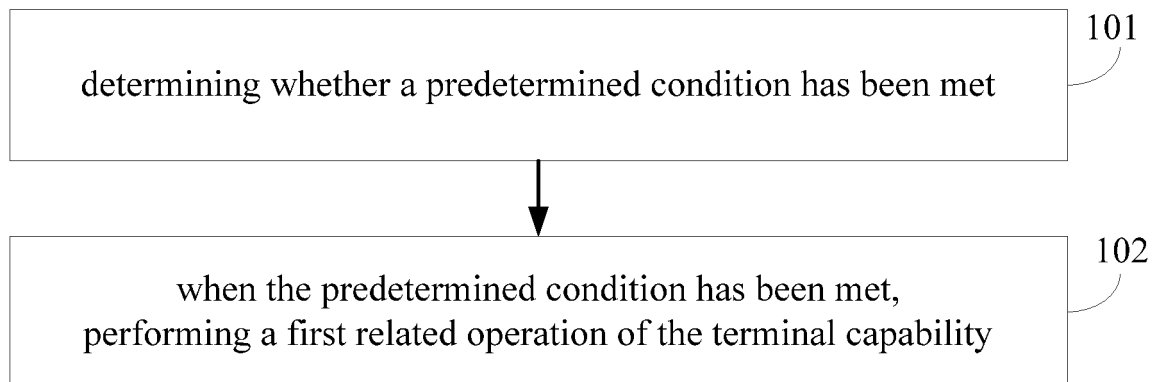 101
determining whether a predetermined condition has been met
102
when the predetermined condition has been met,
performing a first related operation of the terminal capability